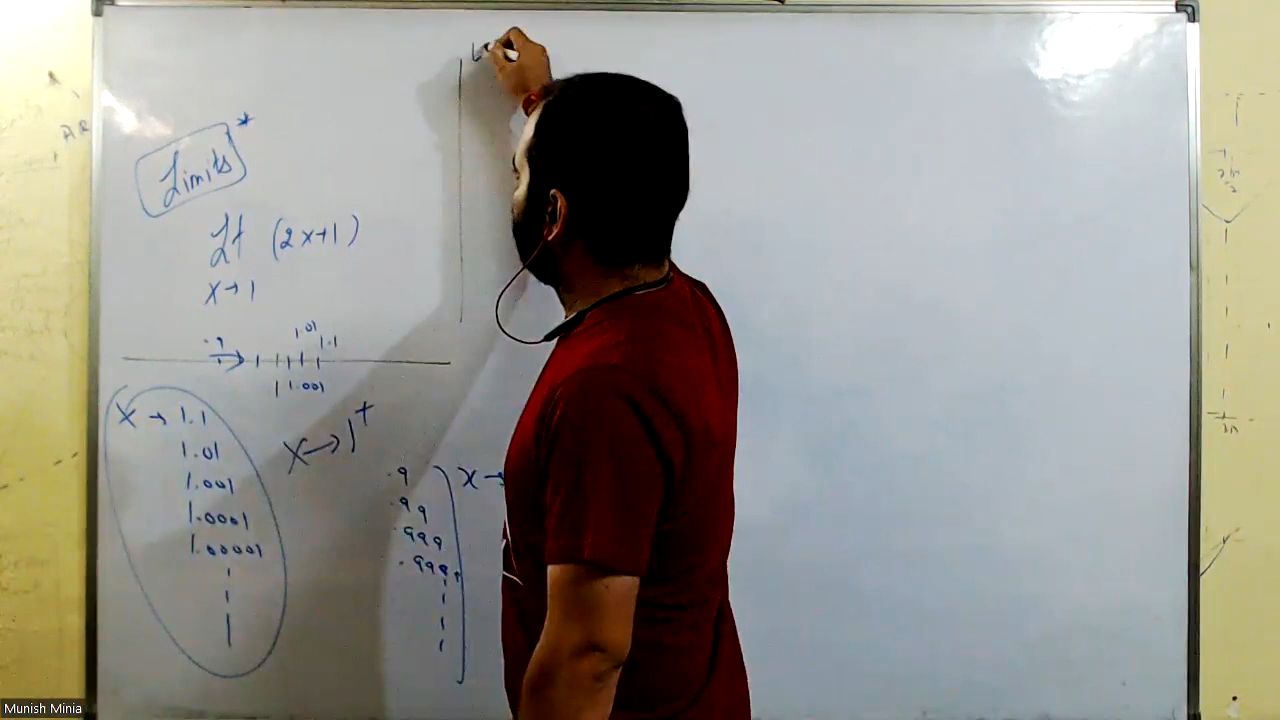 Limits *
Lt (2x+1)
x→1
.9 1.01 1.1
1 1.001
x → 1.1
1.01
1.001
1.0001
1.00001
x→1⁺
.9
.99
.999
x→
AR
Munish Minia